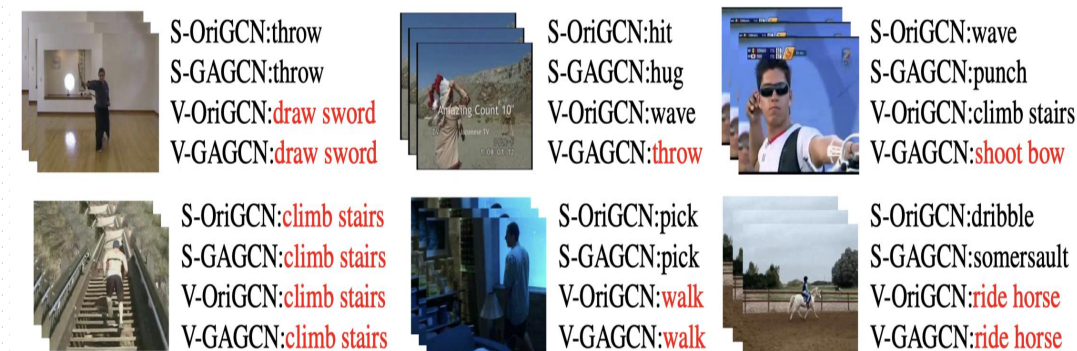 S-OriGCN:throw
S-GAGCN:throw
V-OriGCN:draw sword
V-GAGCN:draw sword
Amazing Count 10
S-OriGCN:hit
S-GAGCN:hug
V-OriGCN:wave
V-GAGCN:throw
S-OriGCN:wave
S-GAGCN:punch
V-OriGCN:climb stairs
V-GAGCN:shoot bow
S-OriGCN:climb stairs
S-GAGCN:climb stairs
V-OriGCN:climb stairs
V-GAGCN:climb stairs
S-OriGCN:pick
S-GAGCN:pick
V-OriGCN:walk
V-GAGCN:walk
S-OriGCN:dribble
S-GAGCN:somersault
V-OriGCN:ride horse
V-GAGCN:ride horse